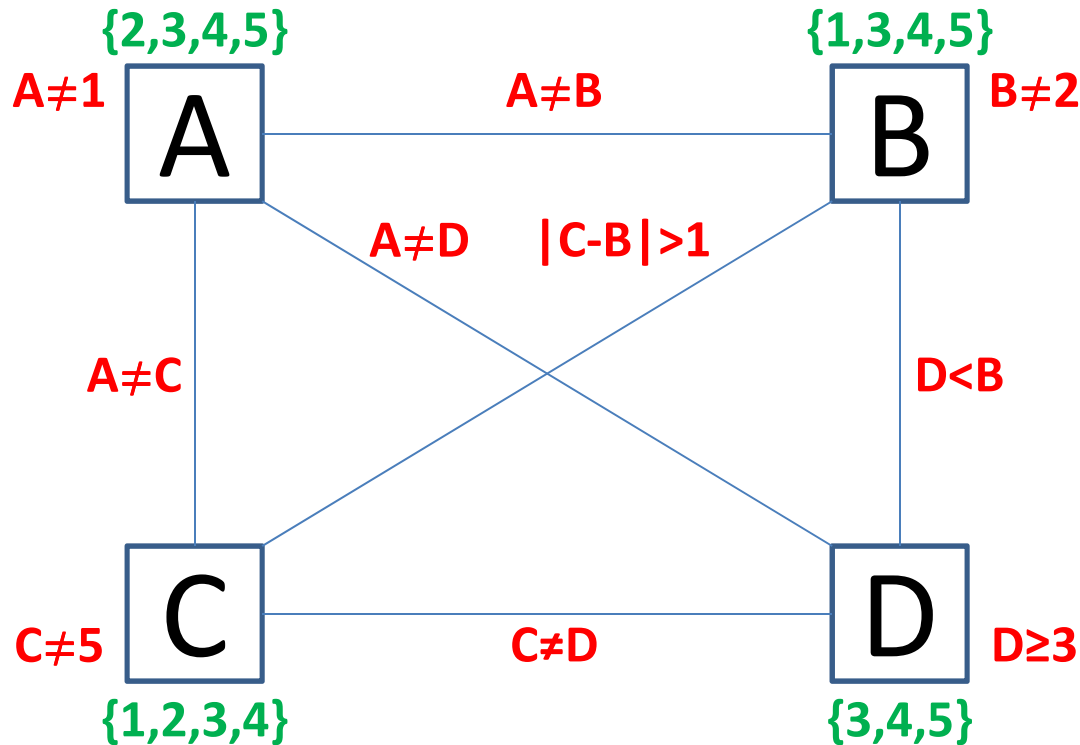 {2,3,4,5} {1,3,4,5}
A≠1 A A≠B B B≠2
A≠D |C-B|>1
A≠C D<B
C≠5 C C≠D D D≥3
{1,2,3,4} {3,4,5}